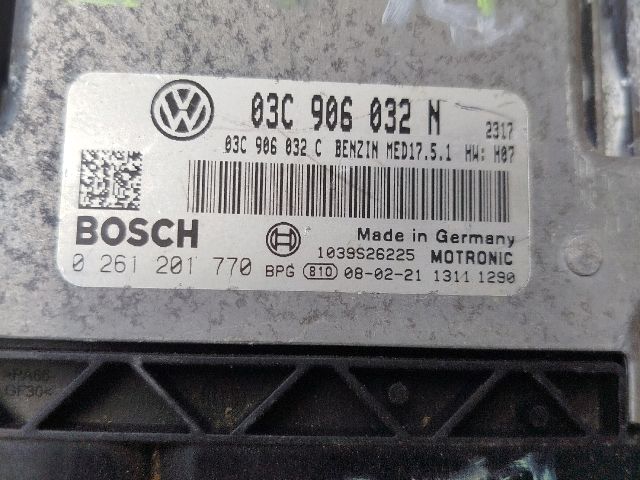 03C 906 032 N 2317
03C 906 032 C BENZIN MED17.5.1 HW: H07
BOSCH
Made in Germany
1039S26225 MOTRONIC
0 261 201 770 BPG 810 08-02-21 1311 1290